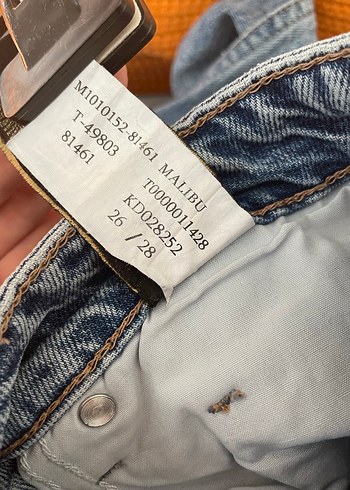 M1010152-81461 MALIBU
T-49803 T0000011428
81461 KD028252
26 / 28